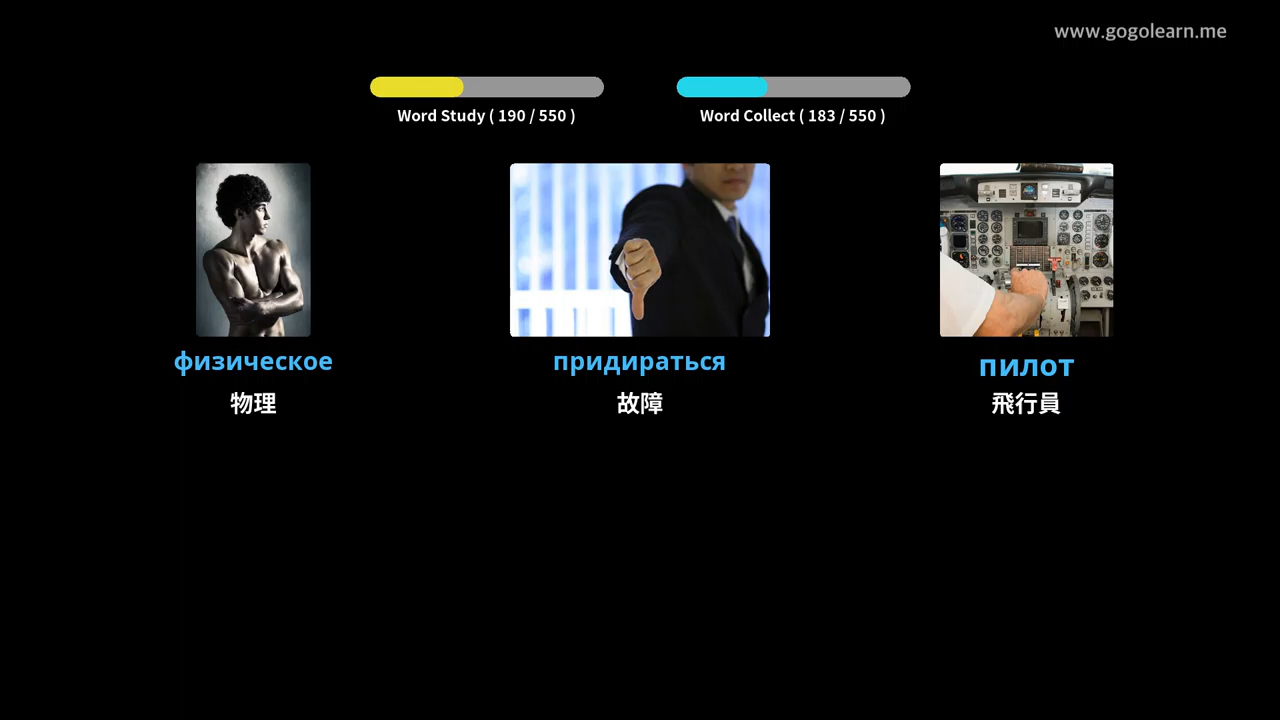 www.gogolearn.me
Word Study ( 190 / 550 )
Word Collect ( 183 / 550 )
физическое
придираться
пилот
物理
故障
飛行員